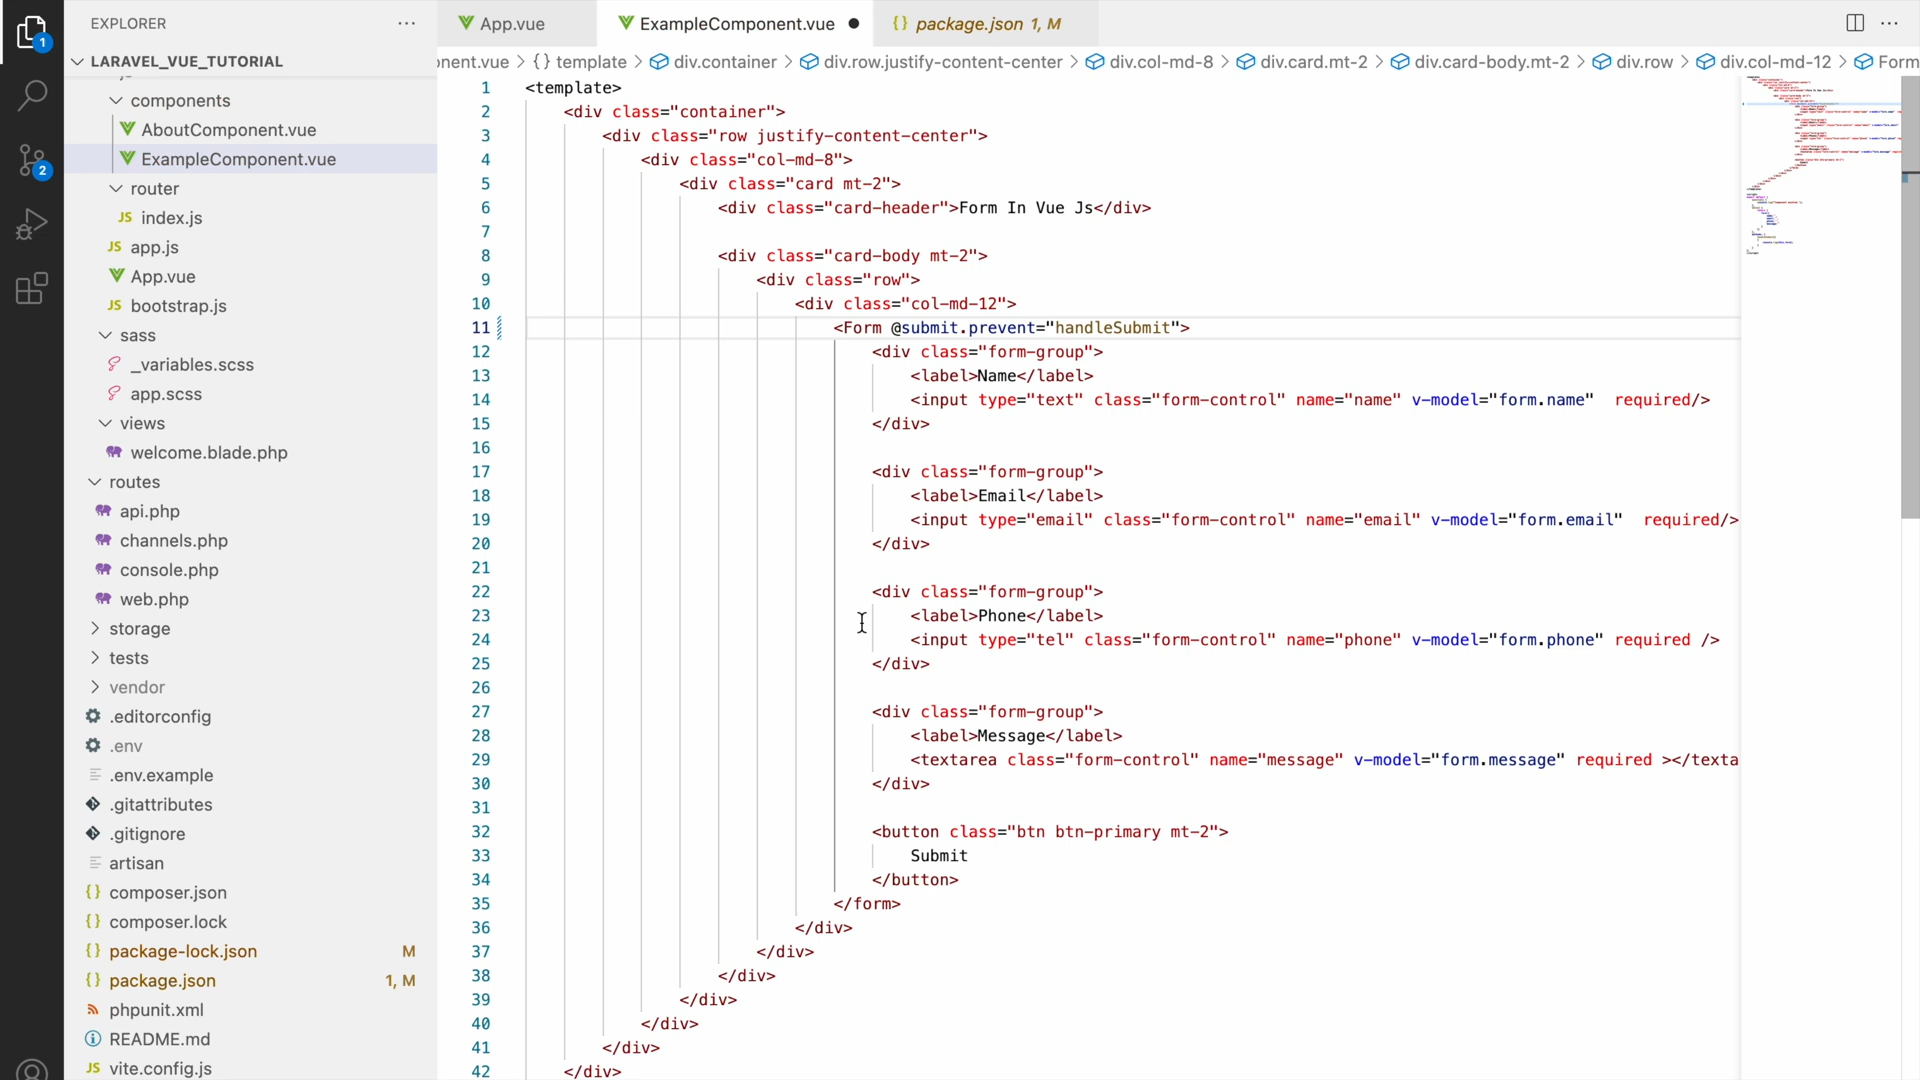 EXPLORER
LARAVEL_VUE_TUTORIAL
components
AboutComponent.vue
ExampleComponent.vue
router
JS index.js
JS app.js
App.vue
JS bootstrap.js
sass
_variables.scss
app.scss
views
welcome.blade.php
routes
api.php
channels.php
console.php
web.php
storage
tests
vendor
.editorconfig
.env
.env.example
.gitattributes
.gitignore
artisan
{} composer.json
{} composer.lock
{} package-lock.json M
{} package.json 1, M
phpunit.xml
README.md
JS vite.config.js
1
2
App.vue
ExampleComponent.vue
{} package.json 1, M
nent.vue > {} template > div.container > div.row.justify-content-center > div.col-md-8 > div.card.mt-2 > div.card-body.mt-2 > div.row > div.col-md-12 > Form
1 <template>
2 <div class="container">
3 <div class="row justify-content-center">
4 <div class="col-md-8">
5 <div class="card mt-2">
6 <div class="card-header">Form In Vue Js</div>
7
8 <div class="card-body mt-2">
9 <div class="row">
10 <div class="col-md-12">
11 <Form @submit.prevent="handleSubmit">
12 <div class="form-group">
13 <label>Name</label>
14 <input type="text" class="form-control" name="name" v-model="form.name"  required/>
15 </div>
16
17 <div class="form-group">
18 <label>Email</label>
19 <input type="email" class="form-control" name="email" v-model="form.email"  required/>
20 </div>
21
22 <div class="form-group">
23 <label>Phone</label>
24 <input type="tel" class="form-control" name="phone" v-model="form.phone" required />
25 </div>
26
27 <div class="form-group">
28 <label>Message</label>
29 <textarea class="form-control" name="message" v-model="form.message" required ></texta
30 </div>
31
32 <button class="btn btn-primary mt-2">
33 Submit
34 </button>
35 </form>
36 </div>
37 </div>
38 </div>
39 </div>
40 </div>
41 </div>
42 </div>